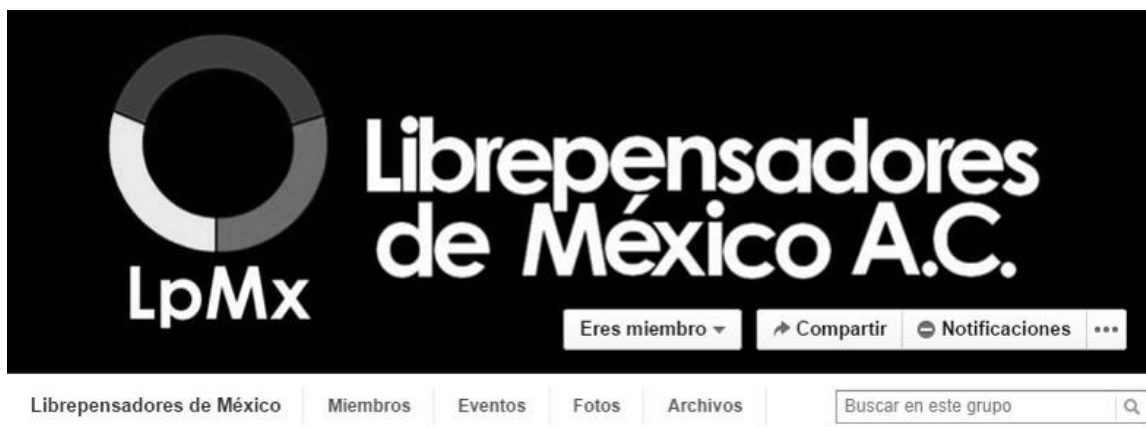 Librepensadores
de México A.C.
LpMx
Eres miembro
Compartir
Notificaciones
Librepensadores de México
Miembros
Eventos
Fotos
Archivos
Buscar en este grupo